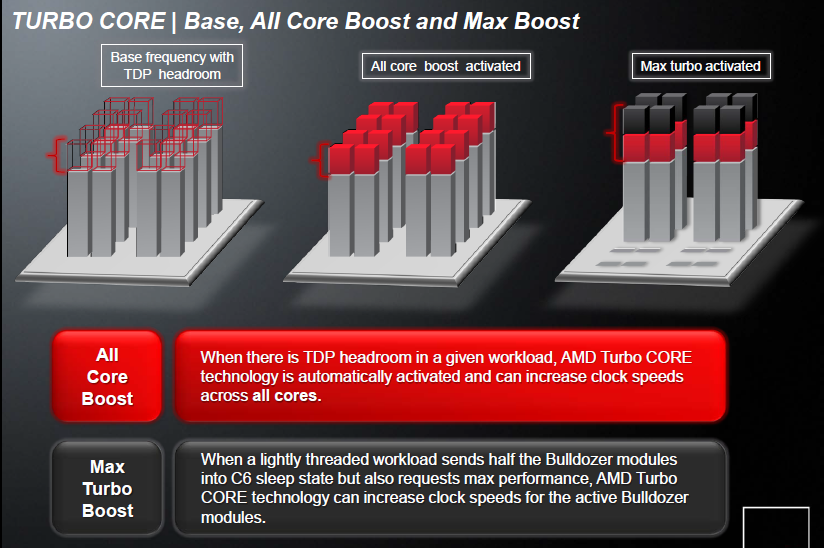 TURBO CORE | Base, All Core Boost and Max Boost
Base frequency with
TDP headroom
All core boost activated
Max turbo activated
All
Core
Boost
When there is TDP headroom in a given workload, AMD Turbo CORE
technology is automatically activated and can increase clock speeds
across all cores.
Max
Turbo
Boost
When a lightly threaded workload sends half the Bulldozer modules
into C6 sleep state but also requests max performance, AMD Turbo
CORE technology can increase clock speeds for the active Bulldozer
modules.